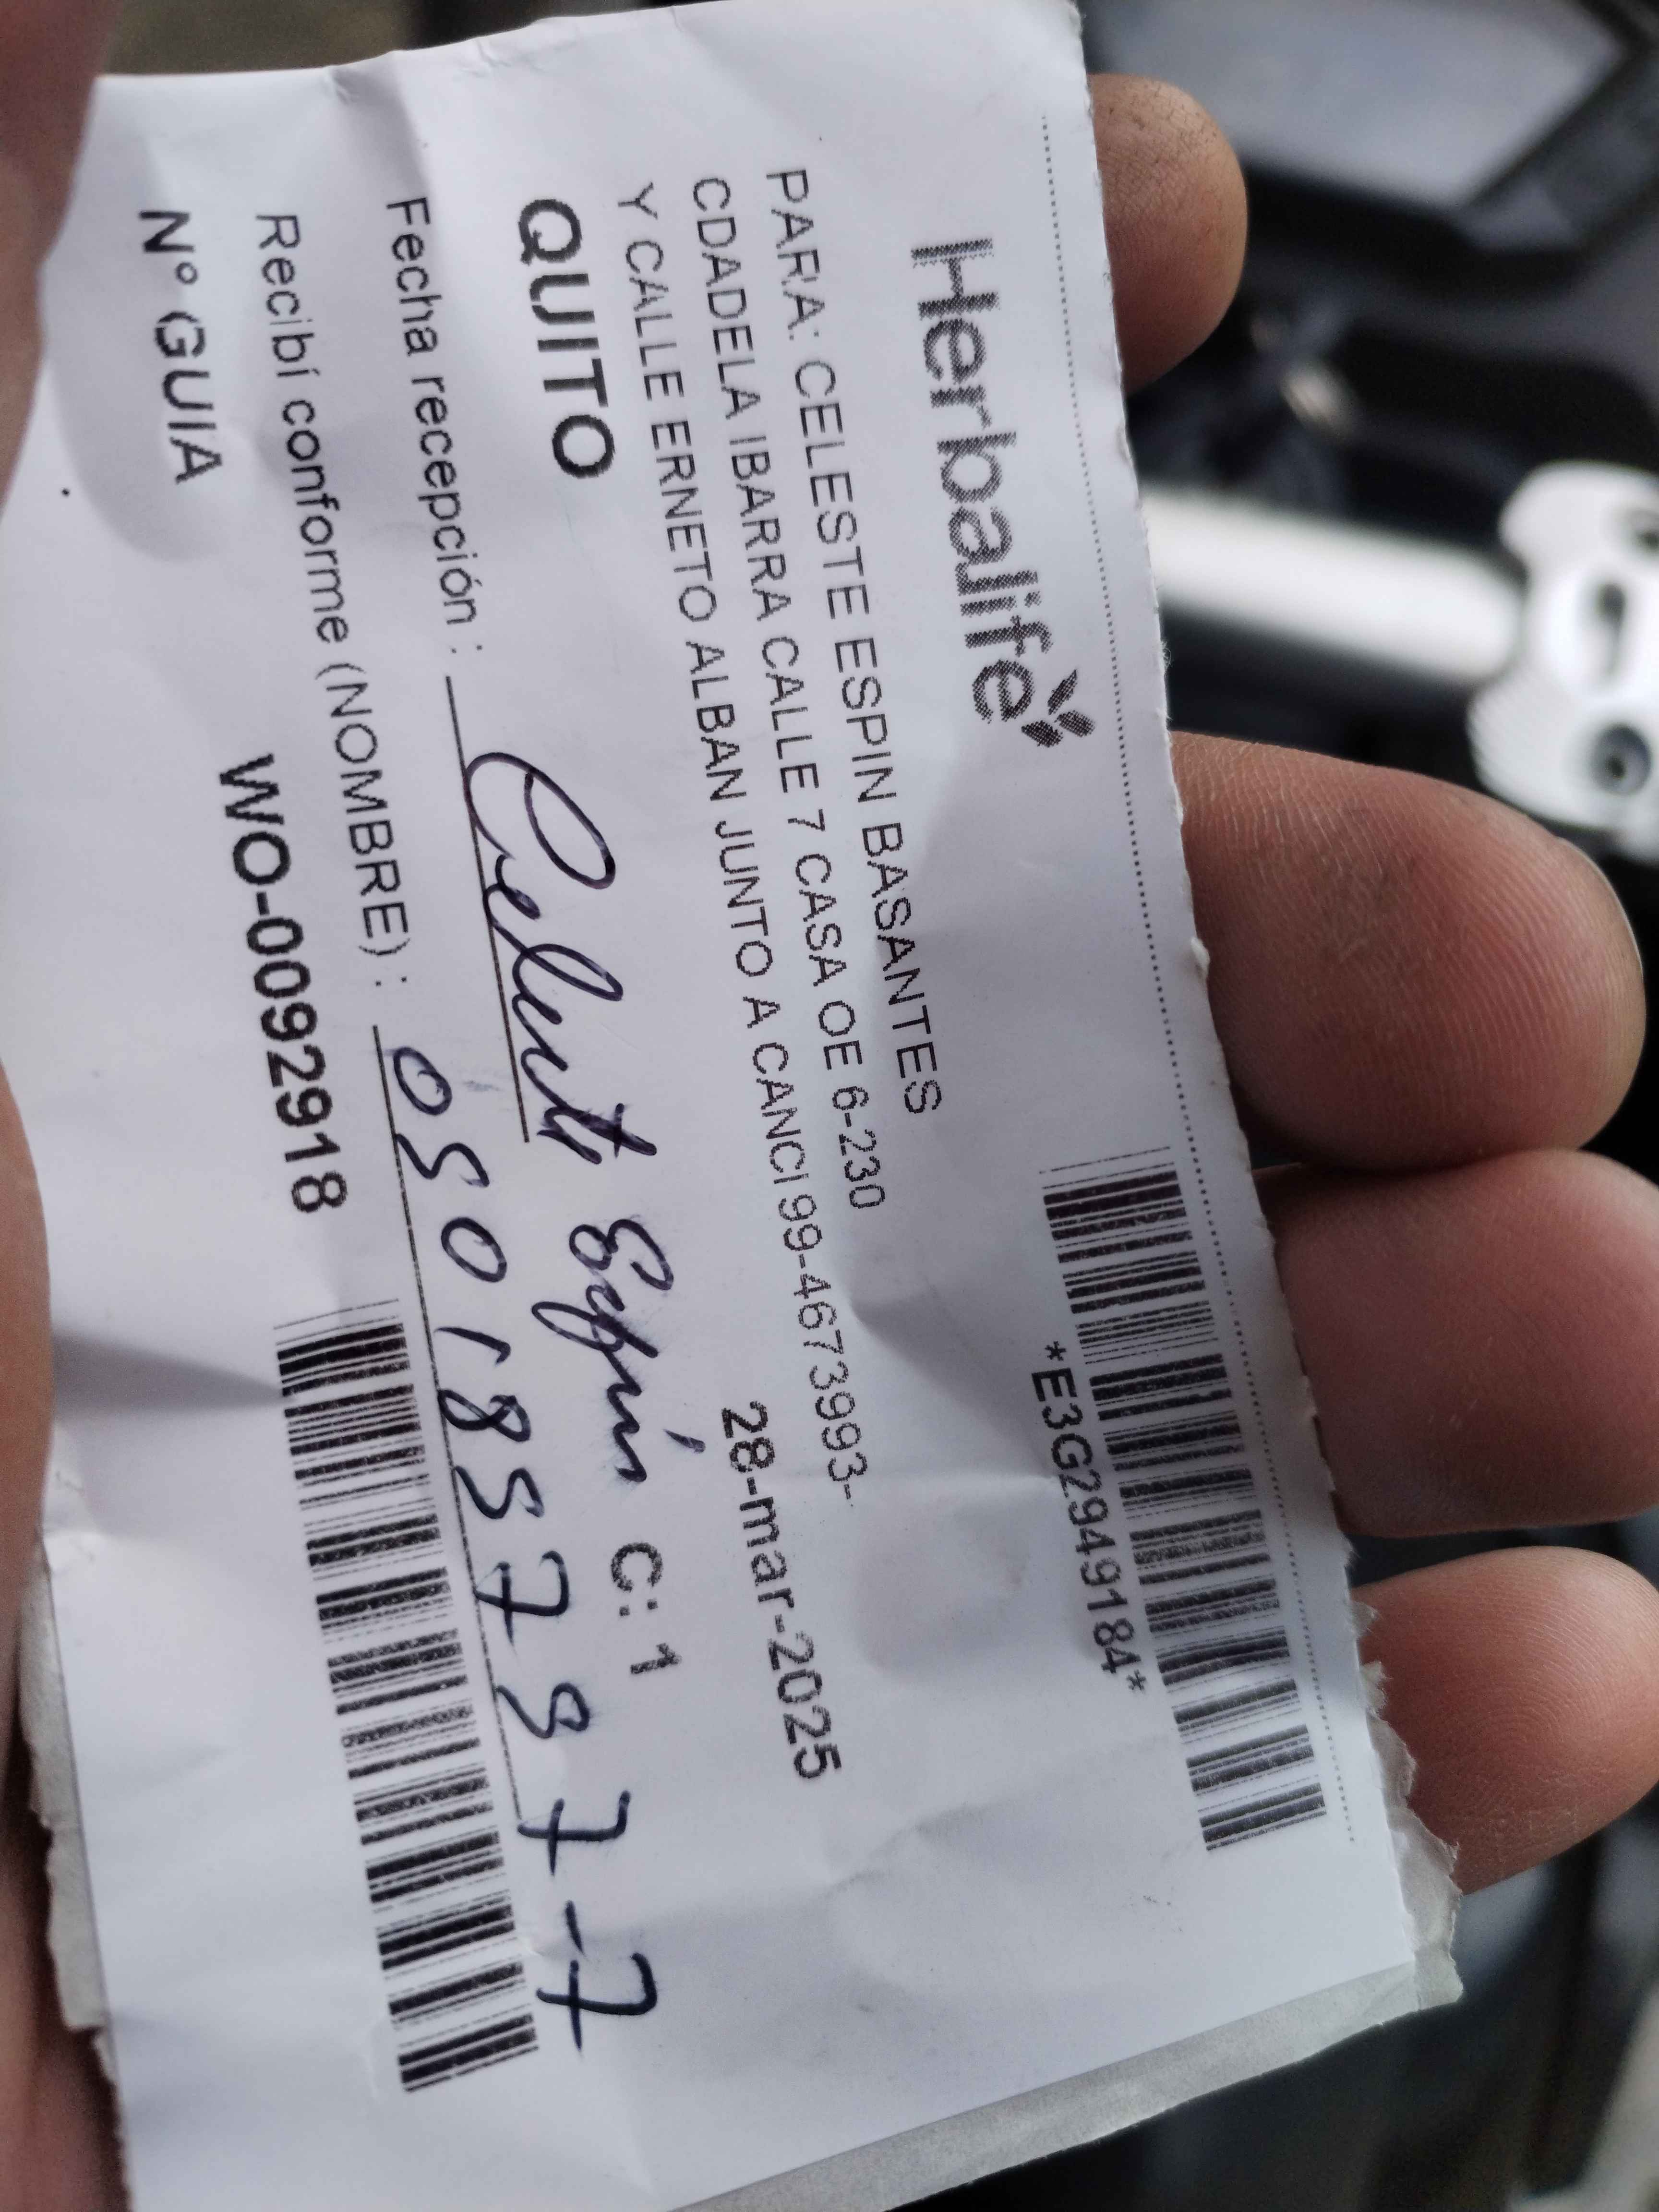 Herbalife
*E3G2949184*
PARA: CELESTE ESPIN BASANTES
CDADELA IBARRA CALLE 7 CASA OE 6-230
Y CALLE ERNETO ALBAN JUNTO A CANCI 99-4673993-
QUITO
28-mar-2025
Fecha recepción : Celeste Espín C: 1
Recibí conforme (NOMBRE) : 050185797-7
Nº GUIA WO-0092918